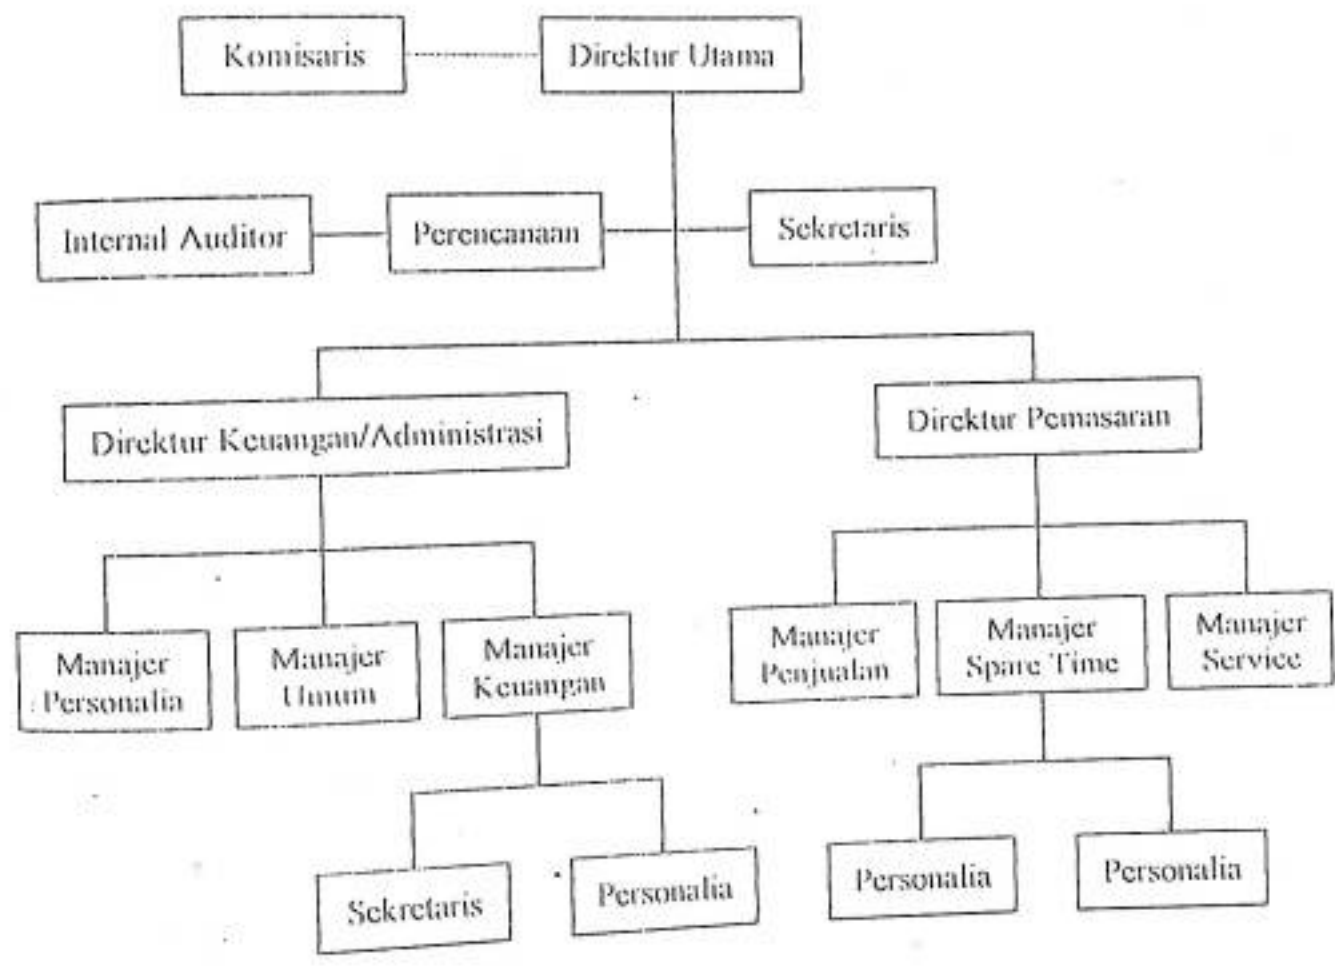 Komisaris
Direktur Utama
Internal Auditor
Perencanaan
Sekretaris
Direktur Keuangan/Administrasi
Direktur Pemasaran
Manajer
Personalia
Manajer
Umum
Manajer
Keuangan
Manajer
Penjualan
Manajer
Spare Time
Manajer
Service
Sekretaris
Personalia
Personalia
Personalia